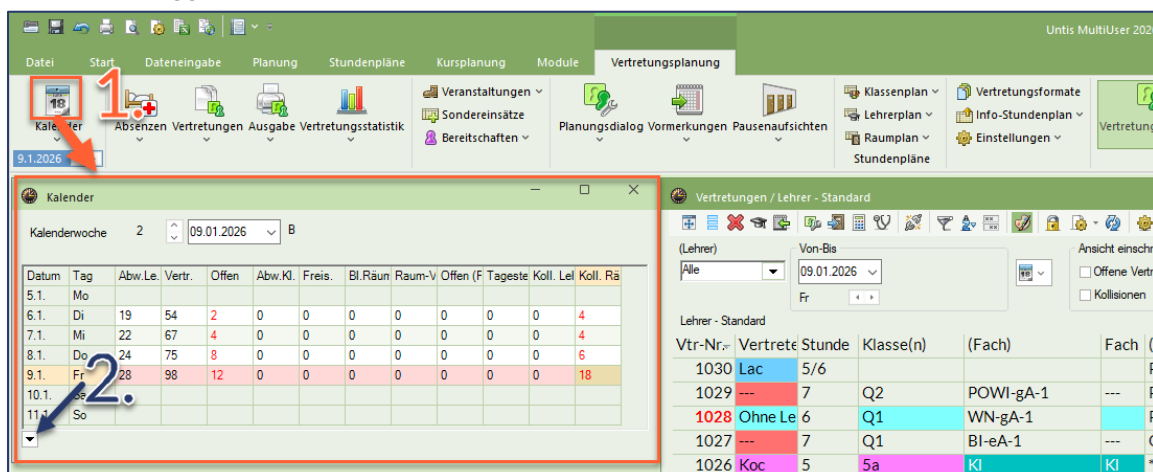 Untis MultiUser 2026
Datei Start Dateneingabe Planung Stundenpläne Kursplanung Module Vertretungsplanung
18
1.
Kalender Absenzen Vertretungen Ausgabe Vertretungsstatistik
Veranstaltungen
Sondereinsätze
Bereitschaften
Planungsdialog Vormerkungen Pausenaufsichten
Klassenplan
Lehrerplan
Raumplan
Stundenpläne
Vertretungsformate
Info-Stundenplan
Einstellungen
Vertretung
9.1.2026
Kalender
Kalenderwoche 2 09.01.2026 B
Datum Tag Abw.Le. Vertr. Offen Abw.Kl. Freis. Bl.Räum Raum-V Offen (F Tageste Koll. Lel Koll. Rä
5.1. Mo
6.1. Di 19 54 2 0 0 0 0 0 0 0 4
7.1. Mi 22 67 4 0 0 0 0 0 0 0 4
8.1. Do 24 75 8 0 0 0 0 0 0 0 6
9.1. Fr 28 98 12 0 0 0 0 0 0 0 18
10.1. Sa
11.1. So
2.
Vertretungen / Lehrer - Standard
(Lehrer) Von-Bis Ansicht einschr
Alle 09.01.2026 Offene Vertr
Fr Kollisionen
Lehrer - Standard
Vtr-Nr. Vertrete Stunde Klasse(n) (Fach) Fach (
1030 Lac 5/6
1029 --- 7 Q2 POWI-gA-1 ---
1028 Ohne Le 6 Q1 WN-gA-1
1027 --- 7 Q1 BI-eA-1 ---
1026 Koc 5 5a KI KI *